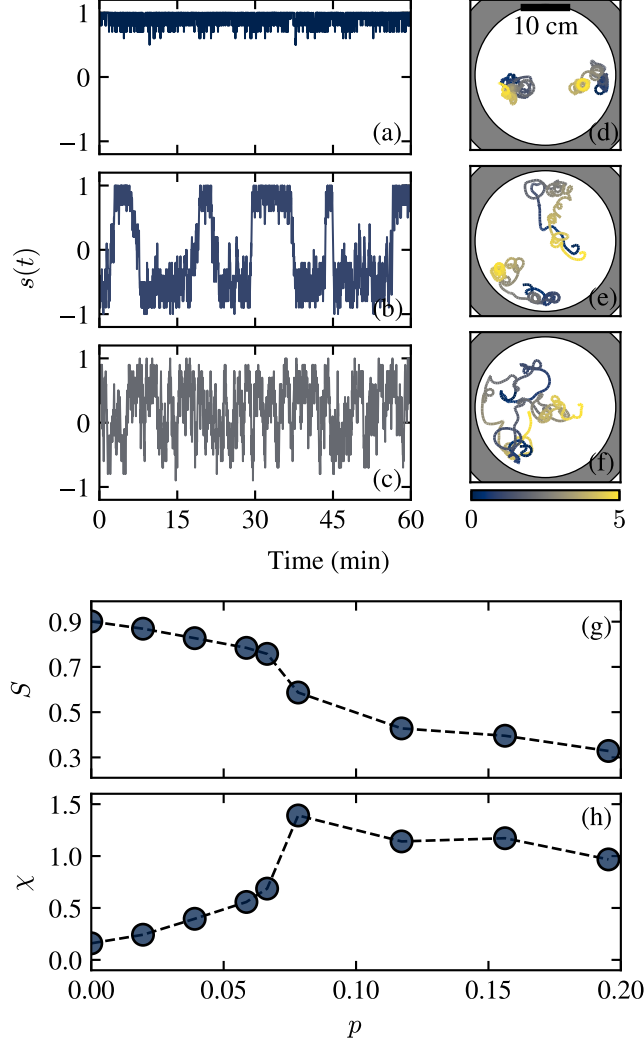 1
0
−1
(a)
10 cm
(d)
1
0
−1
s(t)
(b)
(e)
1
0
−1
(c)
(f)
0 15 30 45 60
Time (min)
0 5
0.9
0.7
0.5
0.3
S
(g)
1.5
1.0
0.5
0.0
χ
(h)
0.00 0.05 0.10 0.15 0.20
p